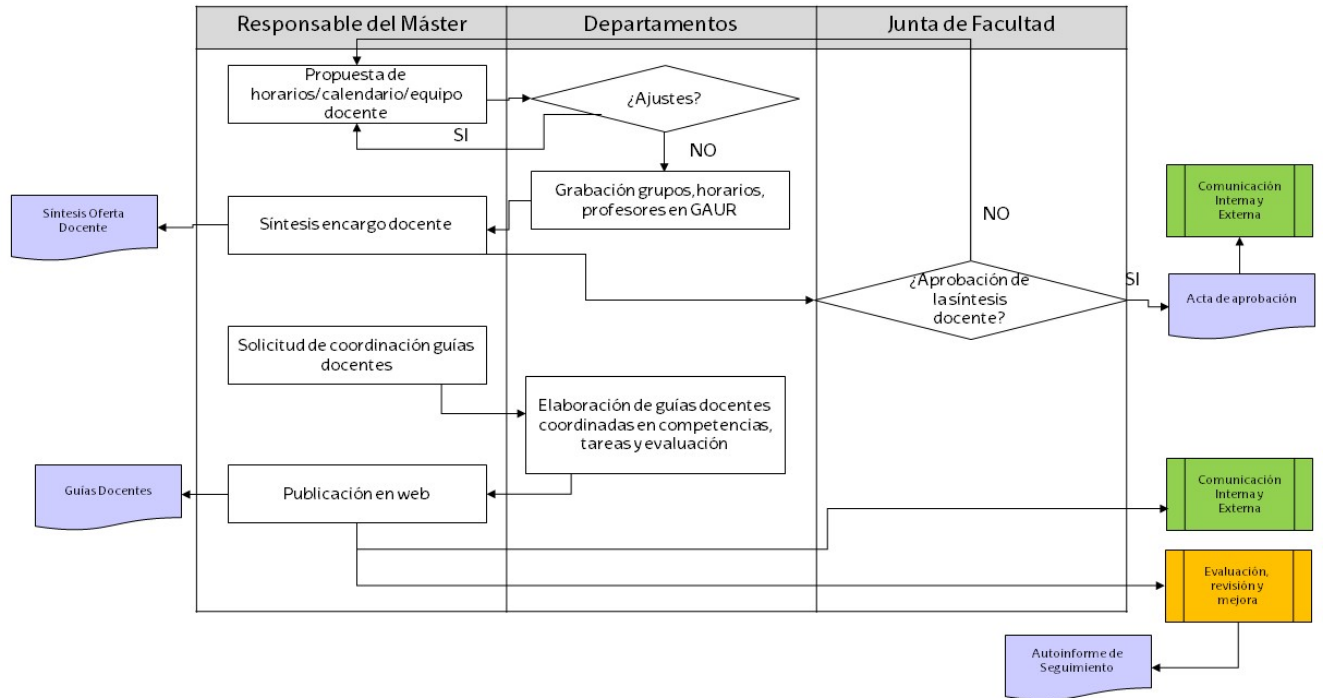 Responsable del Máster
Departamentos
Junta de Facultad
Propuesta de
horarios/calendario/equipo
docente
¿Ajustes?
SI
NO
Grabación grupos, horarios,
profesores en GAUR
Síntesis Oferta
Docente
Síntesis encargo docente
NO
¿Aprobación de
la síntesis
docente?
SI
Comunicación
Interna y
Externa
Acta de aprobación
Solicitud de coordinación guías
docentes
Elaboración de guías docentes
coordinadas en competencias,
tareas y evaluación
Guías Docentes
Publicación en web
Comunicación
Interna y
Externa
Evaluación,
revisión y
mejora
Autoinforme de
Seguimiento